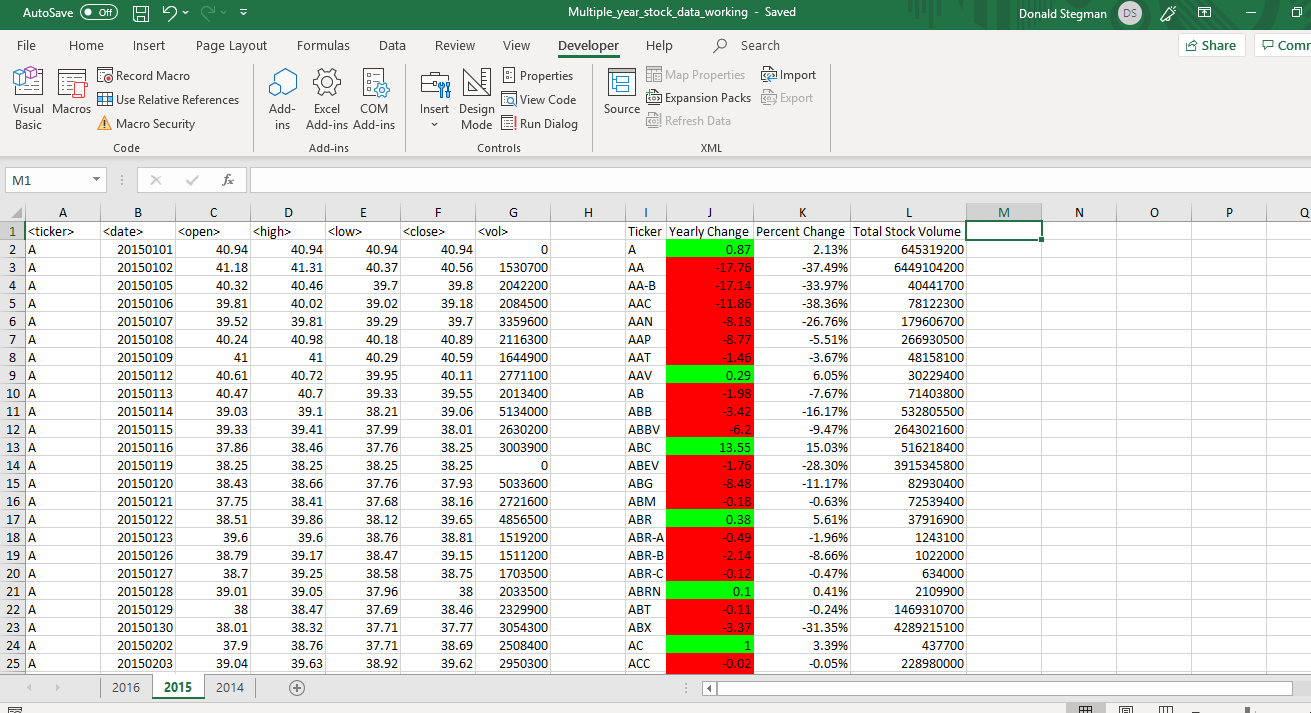 AutoSave Off Multiple_year_stock_data_working - Saved Donald Stegman DS
File Home Insert Page Layout Formulas Data Review View Developer Help Search Share
Visual Basic
Macros
Record Macro
Use Relative References
Macro Security
Code
Add-ins
Excel Add-ins
COM Add-ins
Add-ins
Insert
Design Mode
Properties
View Code
Run Dialog
Controls
Source
Map Properties
Expansion Packs
Refresh Data
Import
Export
XML
M1 fx
A B C D E F G H I J K L M N O P Q
1 <ticker> <date> <open> <high> <low> <close> <vol> Ticker Yearly Change Percent Change Total Stock Volume
2 A 20150101 40.94 40.94 40.94 40.94 0 A 0.87 2.13% 645319200
3 A 20150102 41.18 41.31 40.37 40.56 1530700 AA -17.76 -37.49% 6449104200
4 A 20150105 40.32 40.46 39.7 39.8 2042200 AA-B -17.14 -33.97% 40441700
5 A 20150106 39.81 40.02 39.02 39.18 2084500 AAC -11.86 -38.36% 78122300
6 A 20150107 39.52 39.81 39.29 39.7 3359600 AAN -8.18 -26.76% 179606700
7 A 20150108 40.24 40.98 40.18 40.89 2116300 AAP -8.77 -5.51% 266930500
8 A 20150109 41 41 40.29 40.59 1644900 AAT -1.46 -3.67% 48158100
9 A 20150112 40.61 40.72 39.95 40.11 2771100 AAV 0.29 6.05% 30229400
10 A 20150113 40.47 40.7 39.33 39.55 2013400 AB -1.98 -7.67% 71403800
11 A 20150114 39.03 39.1 38.21 39.06 5134000 ABB -3.42 -16.17% 532805500
12 A 20150115 39.33 39.41 37.99 38.01 2630200 ABBV -6.2 -9.47% 2643021600
13 A 20150116 37.86 38.46 37.76 38.25 3003900 ABC 13.55 15.03% 516218400
14 A 20150119 38.25 38.25 38.25 38.25 0 ABEV -1.76 -28.30% 3915345800
15 A 20150120 38.43 38.66 37.76 37.93 5033600 ABG -8.48 -11.17% 82930400
16 A 20150121 37.75 38.41 37.68 38.16 2721600 ABM -0.18 -0.63% 72539400
17 A 20150122 38.51 39.86 38.12 39.65 4856500 ABR 0.38 5.61% 37916900
18 A 20150123 39.6 39.6 38.76 38.81 1519200 ABR-A -0.49 -1.96% 1243100
19 A 20150126 38.79 39.17 38.47 39.15 1511200 ABR-B -2.14 -8.66% 1022000
20 A 20150127 38.7 39.25 38.58 38.75 1703500 ABR-C -0.12 -0.47% 634000
21 A 20150128 39.01 39.05 37.96 38 2033500 ABRN 0.1 0.41% 2109900
22 A 20150129 38 38.47 37.69 38.46 2329900 ABT -0.11 -0.24% 1469310700
23 A 20150130 38.01 38.32 37.71 37.77 3054300 ABX -3.37 -31.35% 4289215100
24 A 20150202 37.9 38.76 37.71 38.69 2508400 AC 1 3.39% 437700
25 A 20150203 39.04 39.63 38.92 39.62 2950300 ACC -0.02 -0.05% 228980000
2016 2015 2014